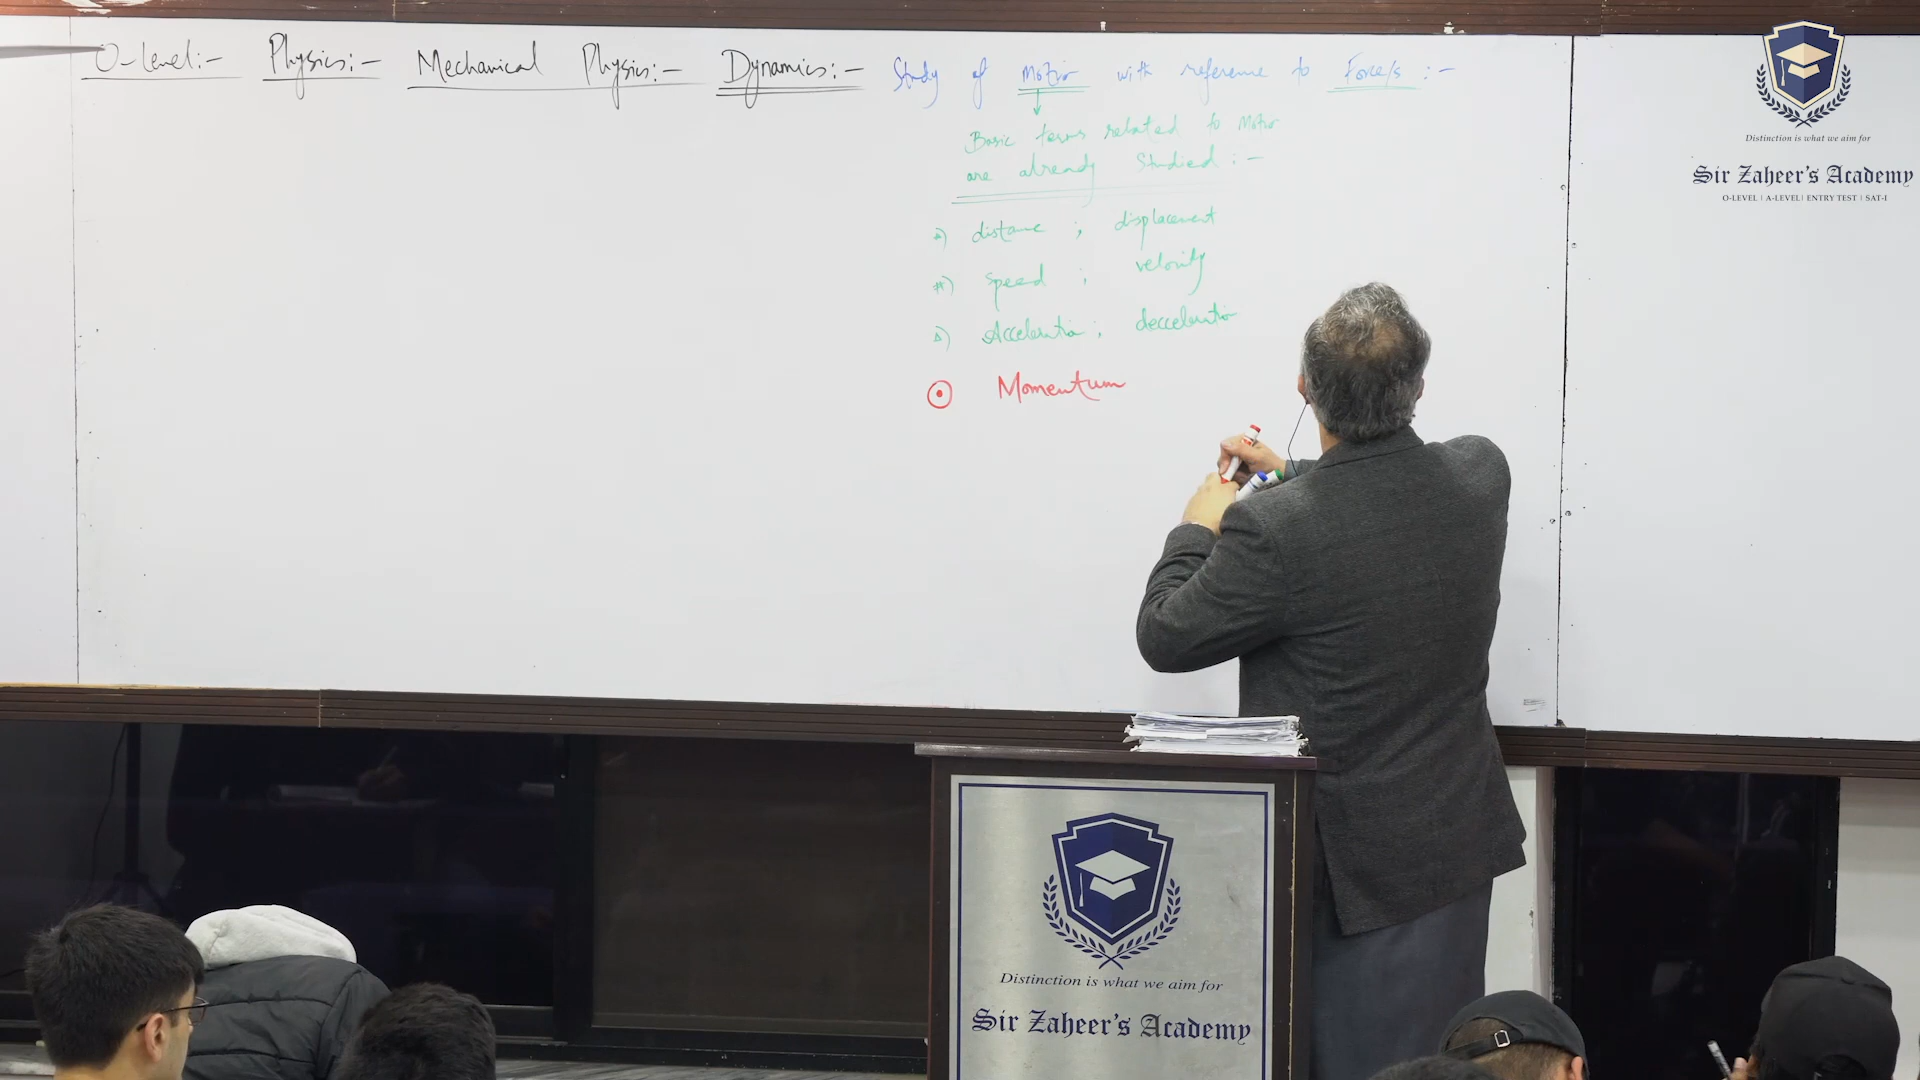 O-level:- Physics:- Mechanical Physics:- Dynamics:- Study of Motion with reference to Force/s :-
Basic terms related to Motion
are already Studied :-
distance ; displacement
Speed ; velocity
Acceleration ; decceleration
Momentum
Distinction is what we aim for
Sir Zaheer's Academy
O-LEVEL | A-LEVEL | ENTRY TEST | SAT-I
Distinction is what we aim for
Sir Zaheer's Academy